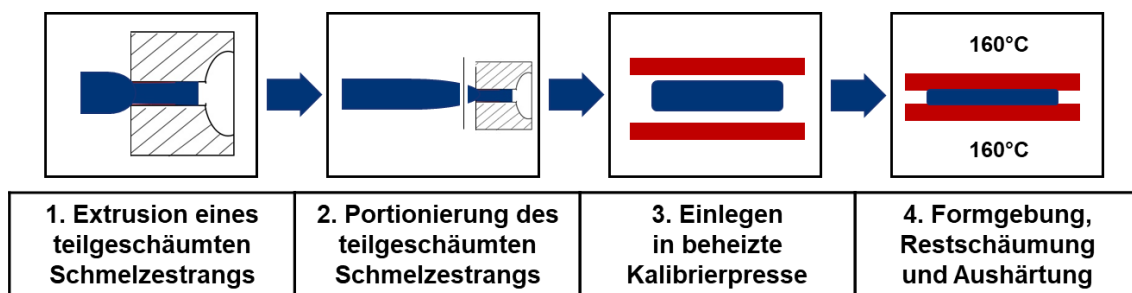 160°C
160°C
1. Extrusion eines
teilgeschäumten
Schmelzestrangs
2. Portionierung des
teilgeschäumten
Schmelzestrangs
3. Einlegen
in beheizte
Kalibrierpresse
4. Formgebung,
Restschäumung
und Aushärtung